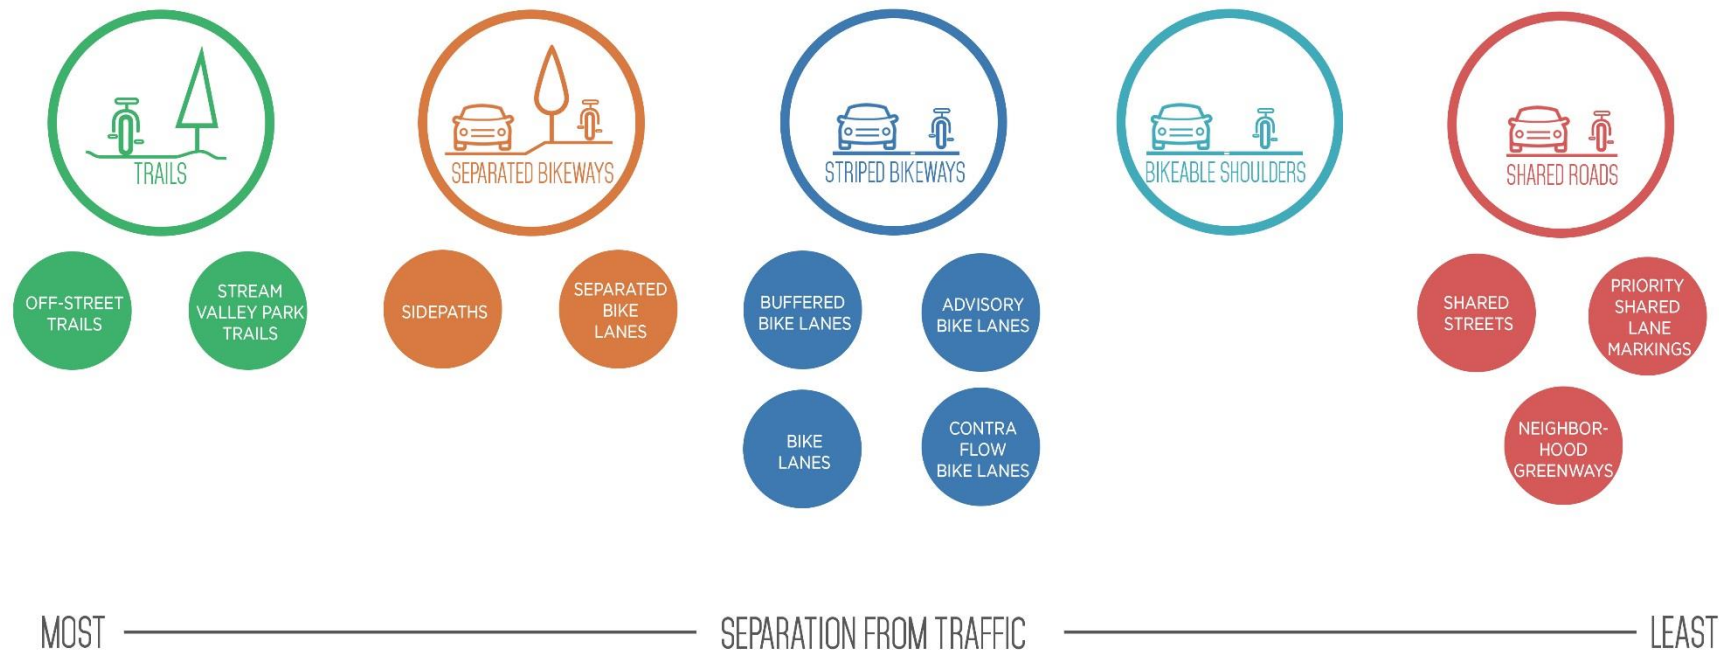 TRAILS
SEPARATED BIKEWAYS
STRIPED BIKEWAYS
BIKEABLE SHOULDERS
SHARED ROADS
OFF-STREET
TRAILS
STREAM
VALLEY PARK
TRAILS
SIDEPATHS
SEPARATED
BIKE
LANES
BUFFERED
BIKE LANES
ADVISORY
BIKE LANES
BIKE
LANES
CONTRA
FLOW
BIKE LANES
SHARED
STREETS
PRIORITY
SHARED
LANE
MARKINGS
NEIGHBOR-
HOOD
GREENWAYS
MOST
SEPARATION FROM TRAFFIC
LEAST